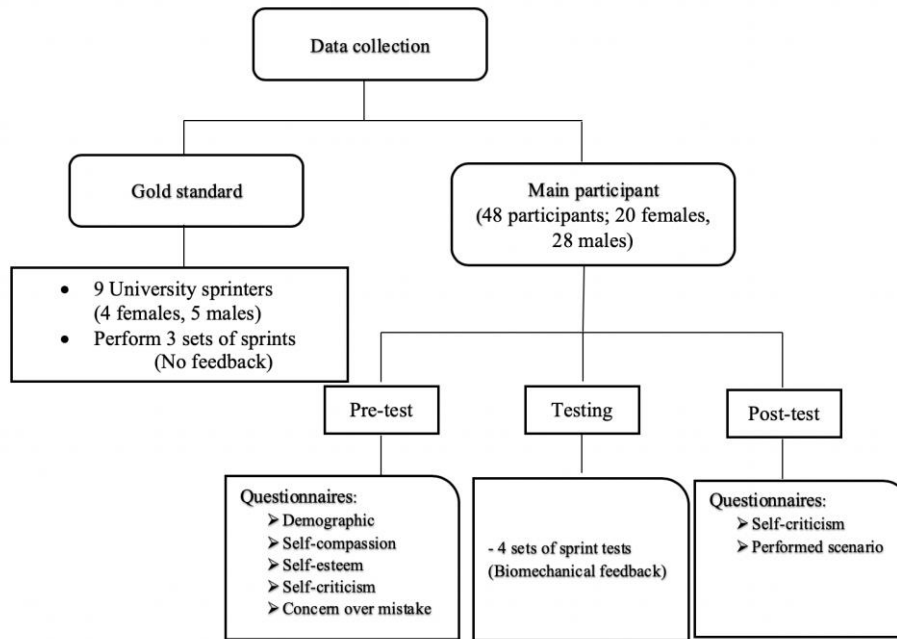 Data collection
Gold standard
Main participant
(48 participants; 20 females,
28 males)
• 9 University sprinters
(4 females, 5 males)
• Perform 3 sets of sprints
(No feedback)
Pre-test
Testing
Post-test
Questionnaires:
➤ Demographic
➤ Self-compassion
➤ Self-esteem
➤ Self-criticism
➤ Concern over mistake
- 4 sets of sprint tests
(Biomechanical feedback)
Questionnaires:
➤ Self-criticism
➤ Performed scenario